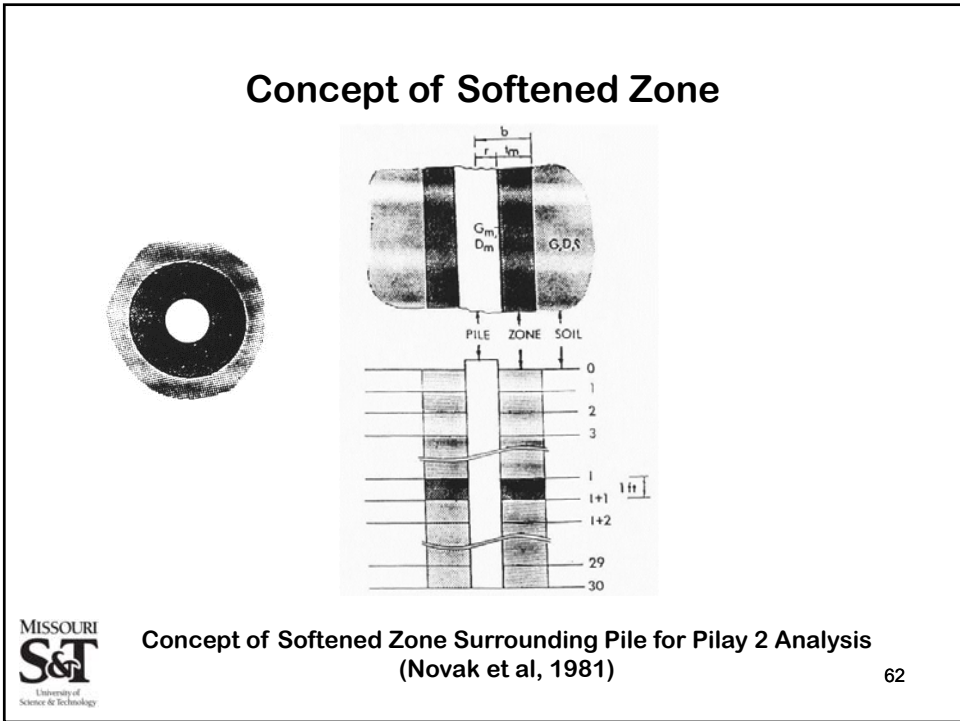 Concept of Softened Zone
b
r tm
Gm,
Dm
G,D,S
PILE ZONE SOIL
0
1
2
3
I
I+1
1 ft
I+2
29
30
MISSOURI
S&T
University of
Science & Technology
Concept of Softened Zone Surrounding Pile for Pilay 2 Analysis
(Novak et al, 1981)
62